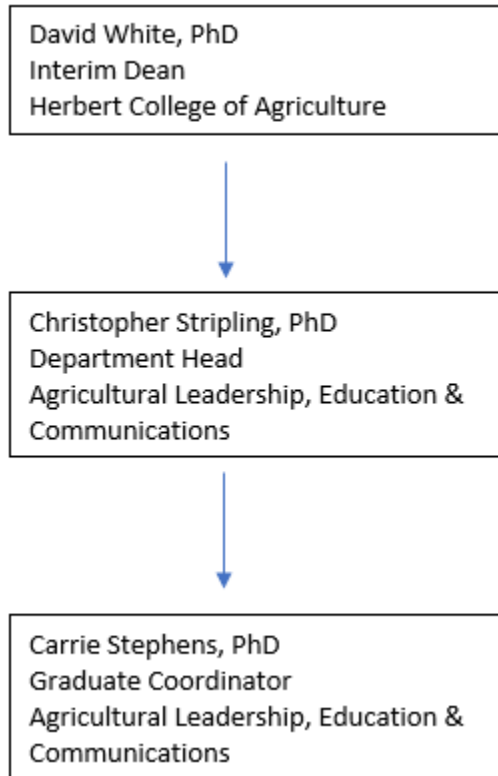 David White, PhD
Interim Dean
Herbert College of Agriculture
Christopher Stripling, PhD
Department Head
Agricultural Leadership, Education &
Communications
Carrie Stephens, PhD
Graduate Coordinator
Agricultural Leadership, Education &
Communications